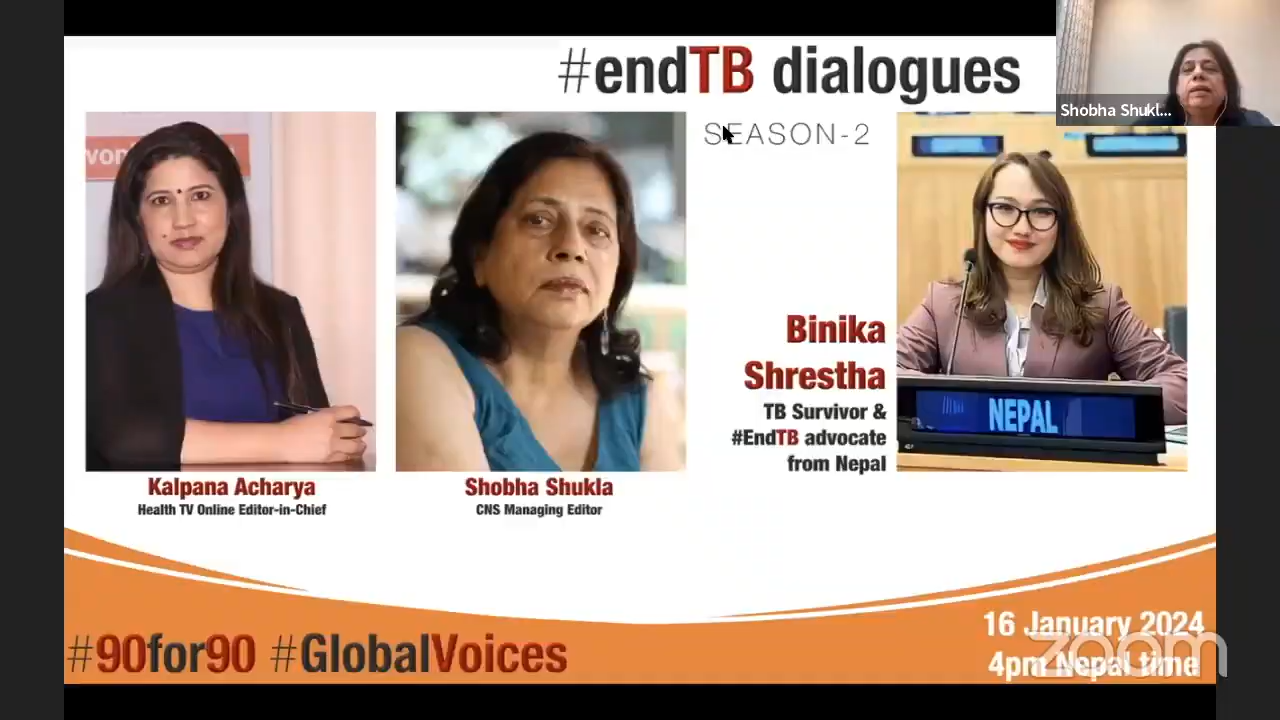 #endTB dialogues
SEASON-2
Shobha Shukl...
Binika
Shrestha
TB Survivor &
#EndTB advocate
from Nepal
NEPAL
Kalpana Acharya
Health TV Online Editor-in-Chief
Shobha Shukla
CNS Managing Editor
#90for90 #GlobalVoices
16 January 2024
4pm Nepal time
zoom